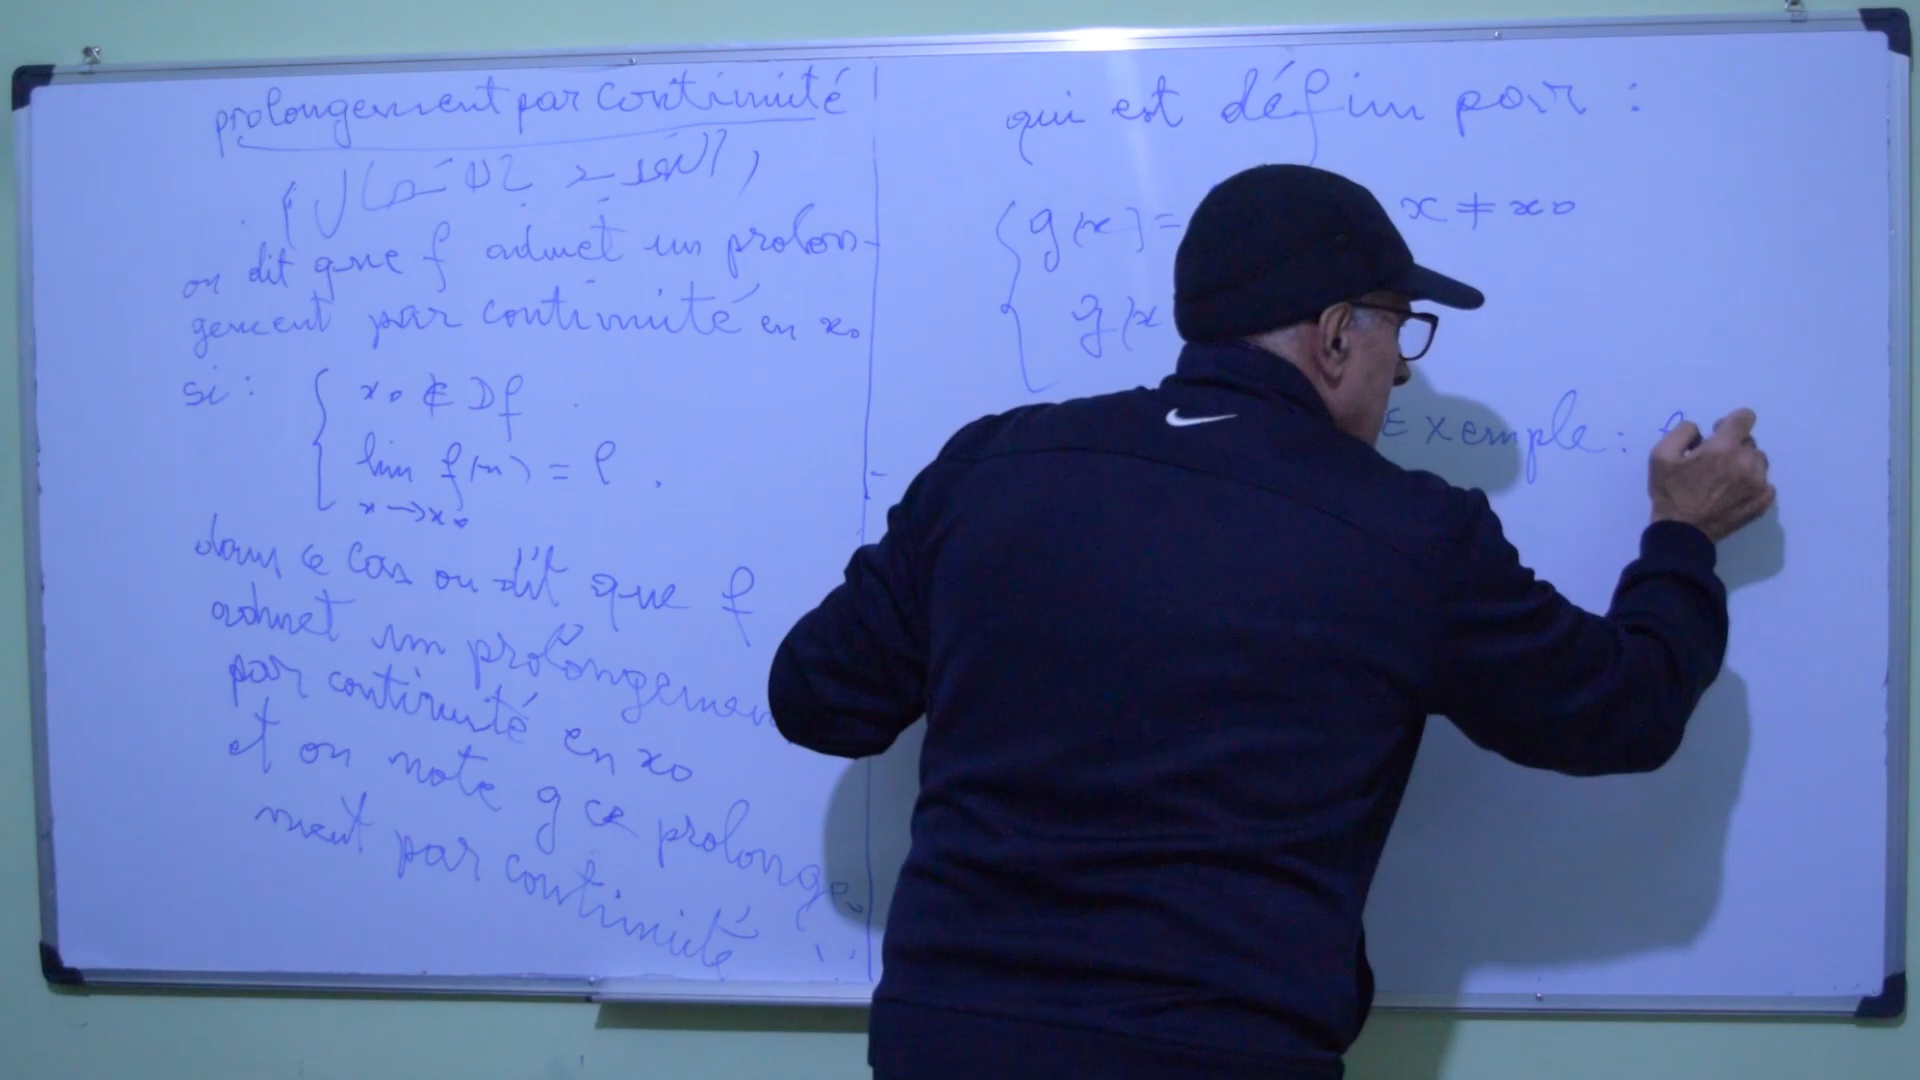 prolongement par continuité
on dit que f admet un prolon-
gement par continuité en x₀
si : { x₀ ∉ Df
lim f(x) = l .
x → x₀
dans ce cas on dit que f
admet un prolongemen
par continuité en x₀
et on note g ce prolonge-
ment par continuité
qui est défini par :
{ g(x) = x ≠ x₀
g(x
Exemple :